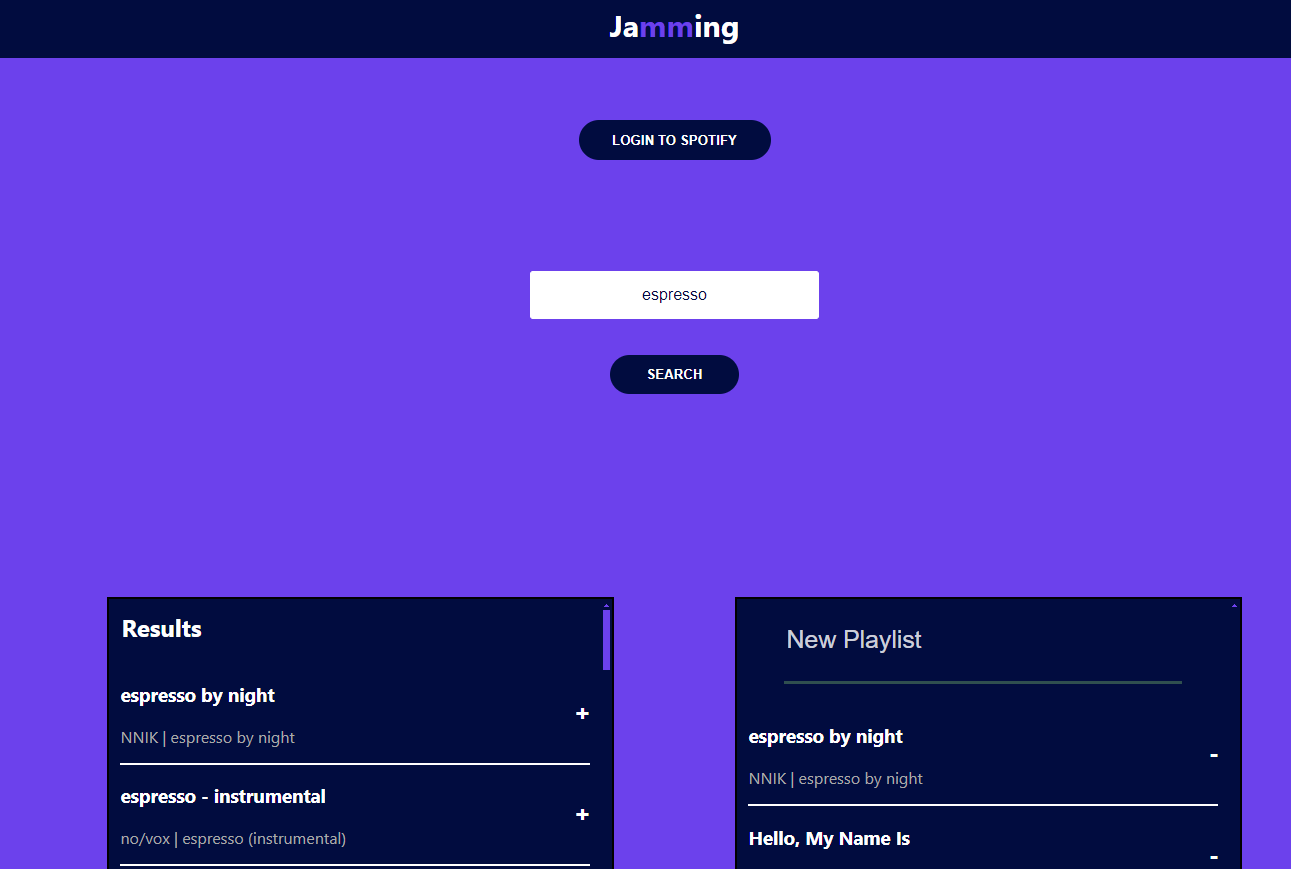 Jamming
LOGIN TO SPOTIFY
espresso
SEARCH
Results
espresso by night
+
NNIK | espresso by night
espresso - instrumental
+
no/vox | espresso (instrumental)
New Playlist
espresso by night
-
NNIK | espresso by night
Hello, My Name Is
-